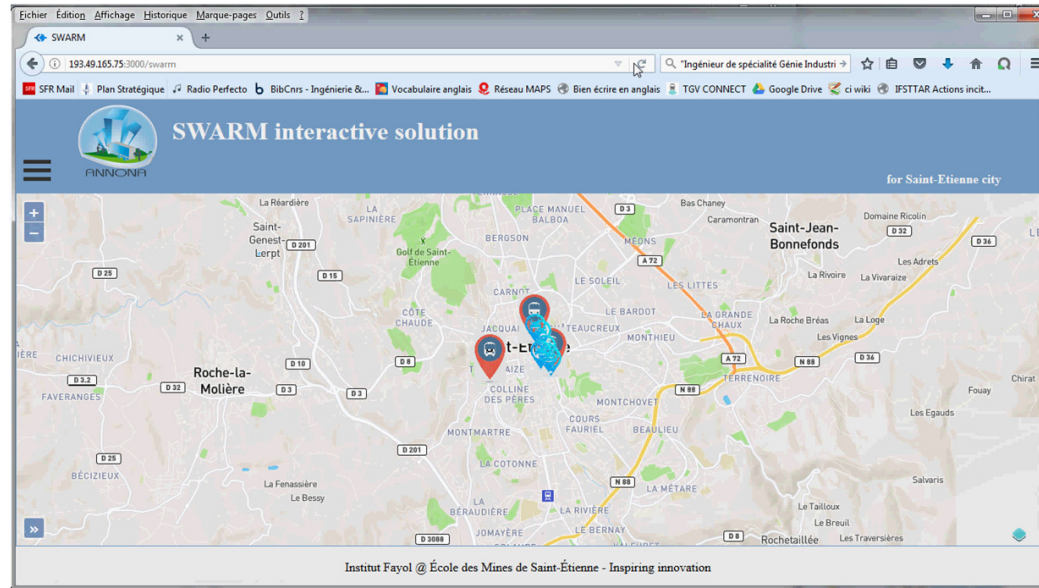 Fichier Édition Affichage Historique Marque-pages Outils ?
SWARM
193.49.165.75:3000/swarm
"Ingénieur de spécialité Génie Industri
SFR Mail
Plan Stratégique
Radio Perfecto
BibCnrs - Ingénierie &...
Vocabulaire anglais
Réseau MAPS
Bien écrire en anglais
TGV CONNECT
Google Drive
ci wiki
IFSTTAR Actions incit...
SWARM interactive solution
ANNONA
for Saint-Etienne city
+
−
La Réardière
LA SAPINIÈRE
PLACE MANUEL
BALBOA
D 3
Bas Chaney
Caramontran
Saint-Jean-
Bonnefonds
Domaine Ricolin
D 32
D 36
Saint-
Genest-
Lerpt
D 201
BERGSON
MÉONS
Golf de Saint-
Étienne
A 72
Les Adrets
D 25
D 15
LE SOLEIL
LES LITTES
La Rivoire
La Vivaraize
CARNOT
CÔTE
CHAUDE
LE BARDOT
LA GRANDE
CHAUX
La Roche Bréas
La Loge
MONTHIEU
Les Vignes
CHICHIVIEUX
D 10
D 8
A 72
N 88
D 36
Roche-la-
Molière
D 3,2
D 32
D 3
D 3
FAVERANGES
TERRENOIRE
Chirat
COLLINE
DES PÈRES
N 88
Fouay
MONTCHOVET
COURS
FAURIEL
BEAULIEU
Les Egauds
MONTMARTRE
D 201
D 25
BÉCIZIEUX
LA COTONNE
La Fenassière
Le Bessy
N 88
LA MÉTARE
Salvaris
LA
BÉRAUDIÈRE
LA RIVIÈRE
Le Tailloux
Le Breuil
»
D 3088
JOMAYÈRE
LE BERNAY
D 8
Rochetaillée
Les Traversières
Institut Fayol @ École des Mines de Saint-Étienne - Inspiring innovation